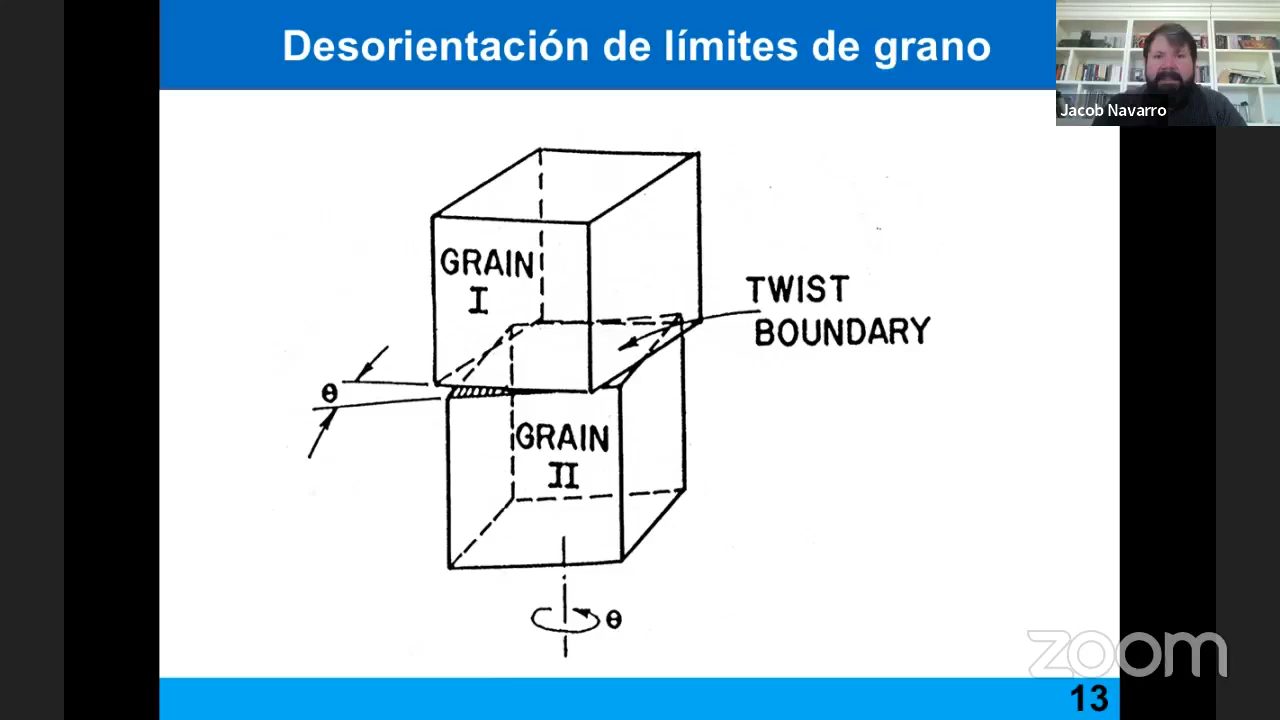 Desorientación de límites de grano
Jacob Navarro
GRAIN
I
TWIST
BOUNDARY
θ
GRAIN
II
θ
zoom
13